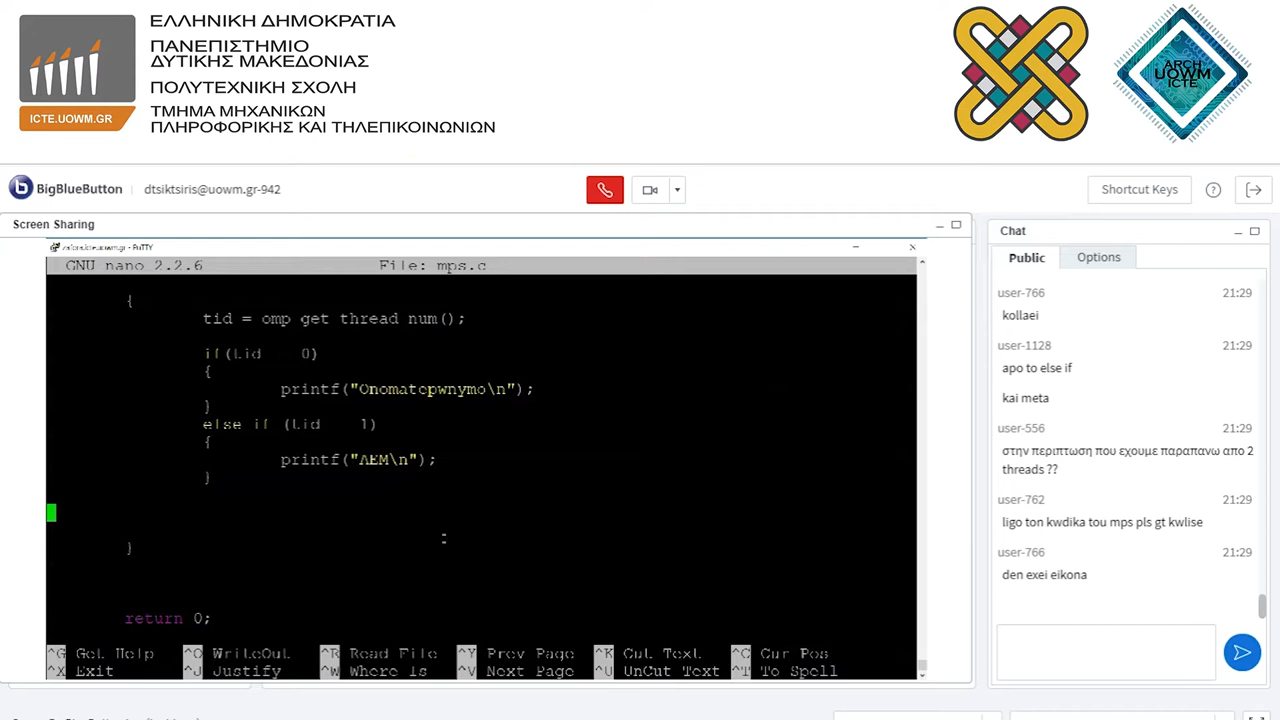 ICTE.UOWM.GR
ΕΛΛΗΝΙΚΗ ΔΗΜΟΚΡΑΤΙΑ
ΠΑΝΕΠΙΣΤΗΜΙΟ
ΔΥΤΙΚΗΣ ΜΑΚΕΔΟΝΙΑΣ
ΠΟΛΥΤΕΧΝΙΚΗ ΣΧΟΛΗ
ΤΜΗΜΑ ΜΗΧΑΝΙΚΩΝ
ΠΛΗΡΟΦΟΡΙΚΗΣ ΚΑΙ ΤΗΛΕΠΙΚΟΙΝΩΝΙΩΝ
ARCH
UOWM
ICTE
BigBlueButton
dtsiktsiris@uowm.gr-942
Shortcut Keys
Screen Sharing
- PuTTY
GNU nano 2.2.6 File: mps.c
{
tid = omp_get_thread_num();
if(tid == 0)
{
printf("Onomatepwnymo\n");
}
else if (tid == 1)
{
printf("AEM\n");
}
}
return 0;
^G Get Help ^O WriteOut ^R Read File ^Y Prev Page ^K Cut Text ^C Cur Pos
^X Exit ^J Justify ^W Where Is ^V Next Page ^U UnCut Text ^T To Spell
Chat
Public Options
user-766 21:29
kollaei
user-1128 21:29
apo to else if
kai meta
user-556 21:29
στην περιπτωση που εχουμε παραπανω απο 2
threads ??
user-762 21:29
ligo ton kwdika tou mps pls gt kwlise
user-766 21:29
den exei eikona